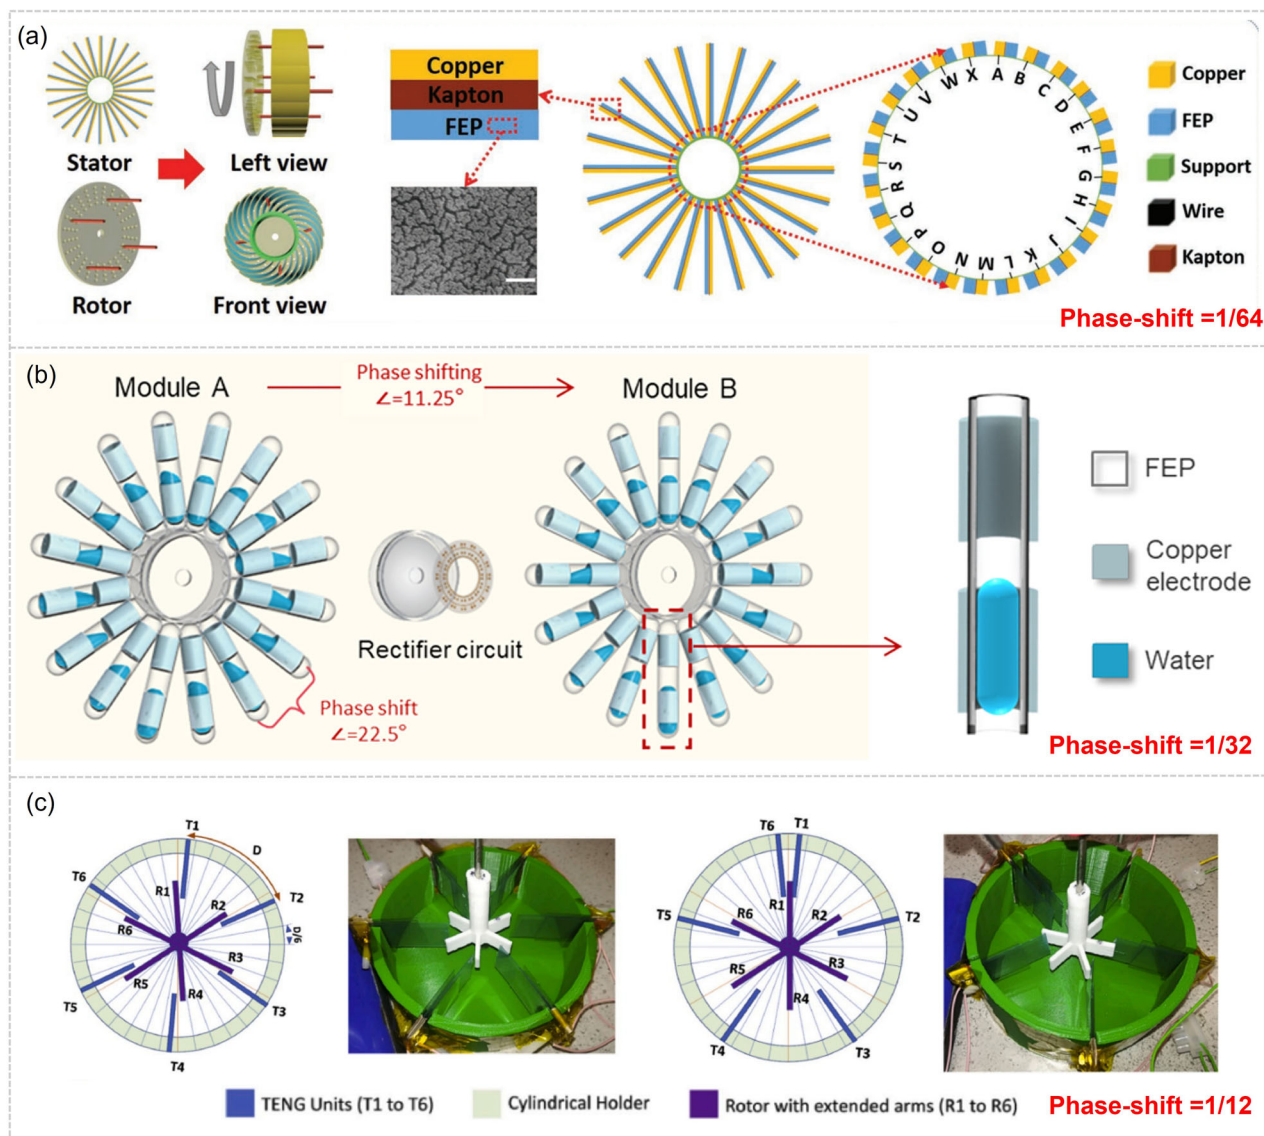 (a)
Stator
Left view
Rotor
Front view
Copper
Kapton
FEP
A B C D E F G H I J K L M N O P Q R S T U V W X
Copper
FEP
Support
Wire
Kapton
Phase-shift =1/64
(b)
Module A
Phase shifting
∠=11.25°
Module B
Rectifier circuit
Phase shift
∠=22.5°
FEP
Copper
electrode
Water
Phase-shift =1/32
(c)
T1
D
T6
T2
R1
R2
R6
D/6
R3
R5
R4
T5
T3
T4
T6 T1
T5
T2
R1
R6
R2
R5
R3
R4
T4
T3
TENG Units (T1 to T6)
Cylindrical Holder
Rotor with extended arms (R1 to R6)
Phase-shift =1/12